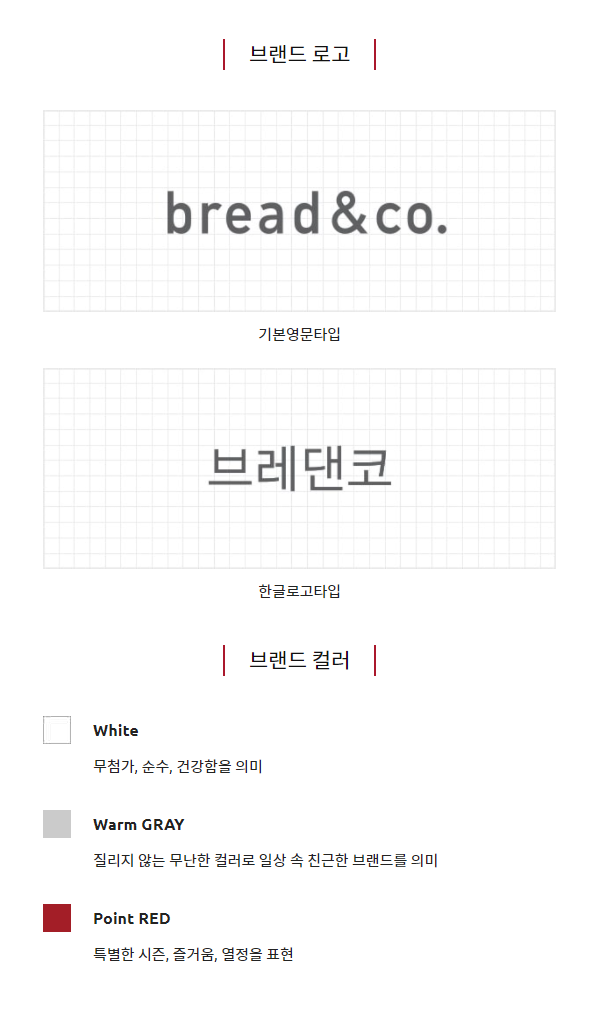 브랜드 로고
bread&co.
기본영문타입
브레댄코
한글로고타입
브랜드 컬러
White
무첨가, 순수, 건강함을 의미
Warm GRAY
질리지 않는 무난한 컬러로 일상 속 친근한 브랜드를 의미
Point RED
특별한 시즌, 즐거움, 열정을 표현